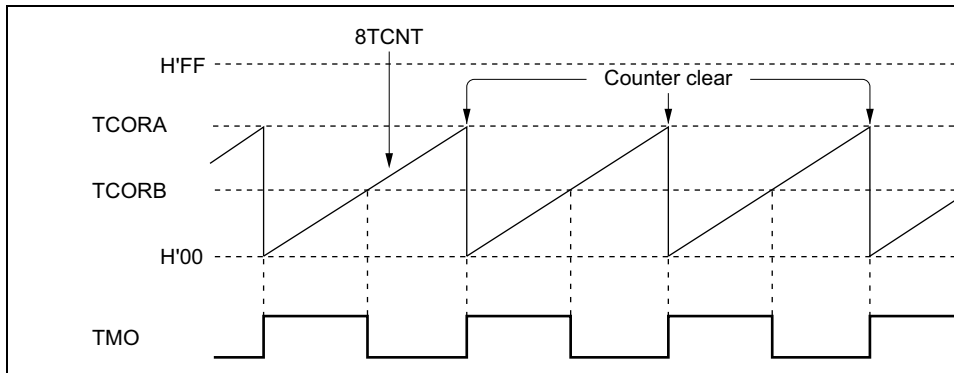 8TCNT
H'FF
Counter clear
TCORA
TCORB
H'00
TMO